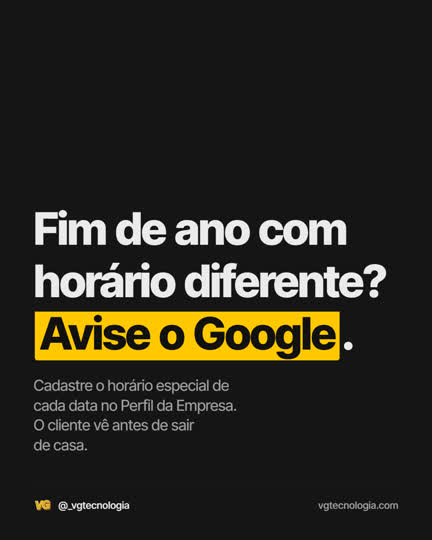 Fim de ano com
horário diferente?
Avise o Google.
Cadastre o horário especial de
cada data no Perfil da Empresa.
O cliente vê antes de sair
de casa.
VG @_vgtecnologia vgtecnologia.com